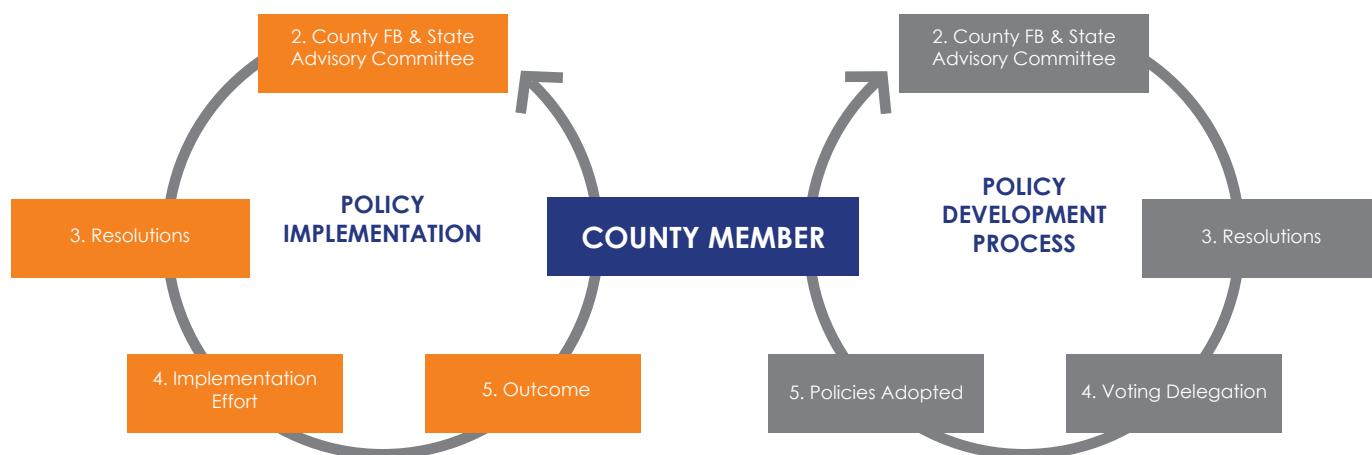 2. County FB & State
Advisory Committee
POLICY
IMPLEMENTATION
3. Resolutions
4. Implementation
Effort
5. Outcome
COUNTY MEMBER
2. County FB & State
Advisory Committee
POLICY
DEVELOPMENT
PROCESS
3. Resolutions
4. Voting Delegation
5. Policies Adopted